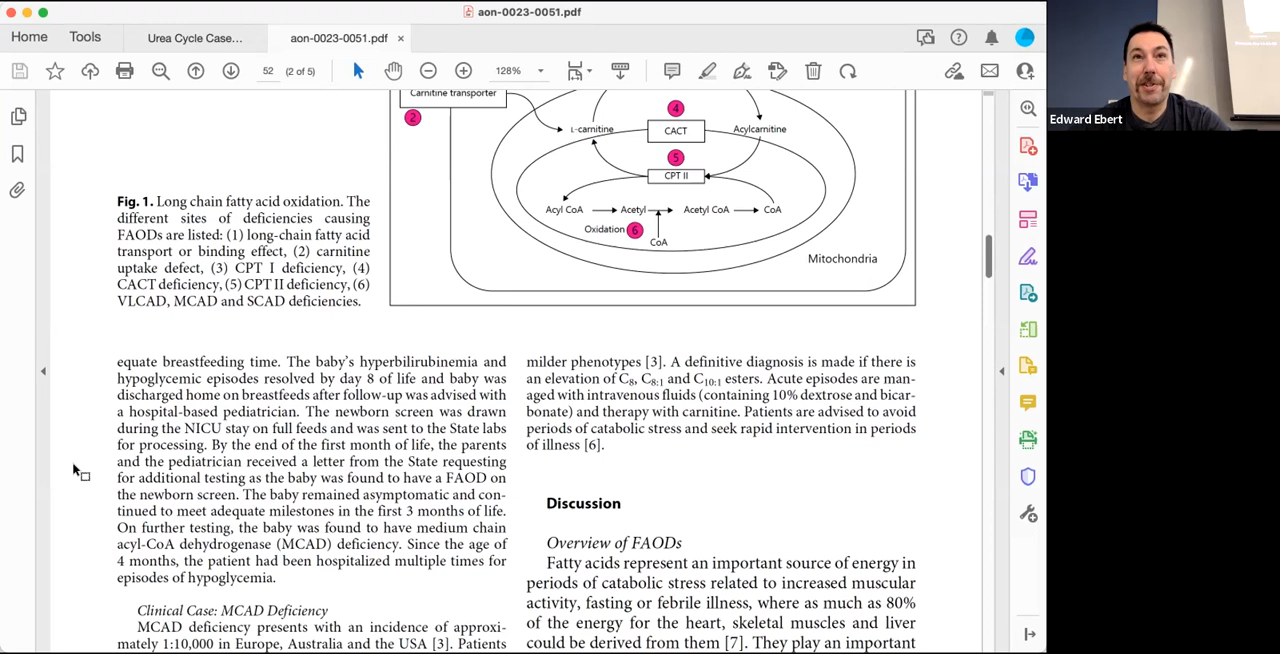 aon-0023-0051.pdf
Home
Tools
Urea Cycle Case...
aon-0023-0051.pdf ×
52 (2 of 5)
128%
Edward Ebert
Carnitine transporter
2
4
L-carnitine
CACT
Acylcarnitine
5
CPT II
Acyl CoA
Acetyl
Acetyl CoA
CoA
Oxidation 6
CoA
Mitochondria
Fig. 1. Long chain fatty acid oxidation. The
different sites of deficiencies causing
FAODs are listed: (1) long-chain fatty acid
transport or binding effect, (2) carnitine
uptake defect, (3) CPT I deficiency, (4)
CACT deficiency, (5) CPT II deficiency, (6)
VLCAD, MCAD and SCAD deficiencies.
equate breastfeeding time. The baby's hyperbilirubinemia and
hypoglycemic episodes resolved by day 8 of life and baby was
discharged home on breastfeeds after follow-up was advised with
a hospital-based pediatrician. The newborn screen was drawn
during the NICU stay on full feeds and was sent to the State labs
for processing. By the end of the first month of life, the parents
and the pediatrician received a letter from the State requesting
for additional testing as the baby was found to have a FAOD on
the newborn screen. The baby remained asymptomatic and con-
tinued to meet adequate milestones in the first 3 months of life.
On further testing, the baby was found to have medium chain
acyl-CoA dehydrogenase (MCAD) deficiency. Since the age of
4 months, the patient had been hospitalized multiple times for
episodes of hypoglycemia.
Clinical Case: MCAD Deficiency
MCAD deficiency presents with an incidence of approxi-
mately 1:10,000 in Europe, Australia and the USA [3]. Patients
milder phenotypes [3]. A definitive diagnosis is made if there is
an elevation of C8, C8:1 and C10:1 esters. Acute episodes are man-
aged with intravenous fluids (containing 10% dextrose and bicar-
bonate) and therapy with carnitine. Patients are advised to avoid
periods of catabolic stress and seek rapid intervention in periods
of illness [6].
Discussion
Overview of FAODs
Fatty acids represent an important source of energy in
periods of catabolic stress related to increased muscular
activity, fasting or febrile illness, where as much as 80%
of the energy for the heart, skeletal muscles and liver
could be derived from them [7]. They play an important